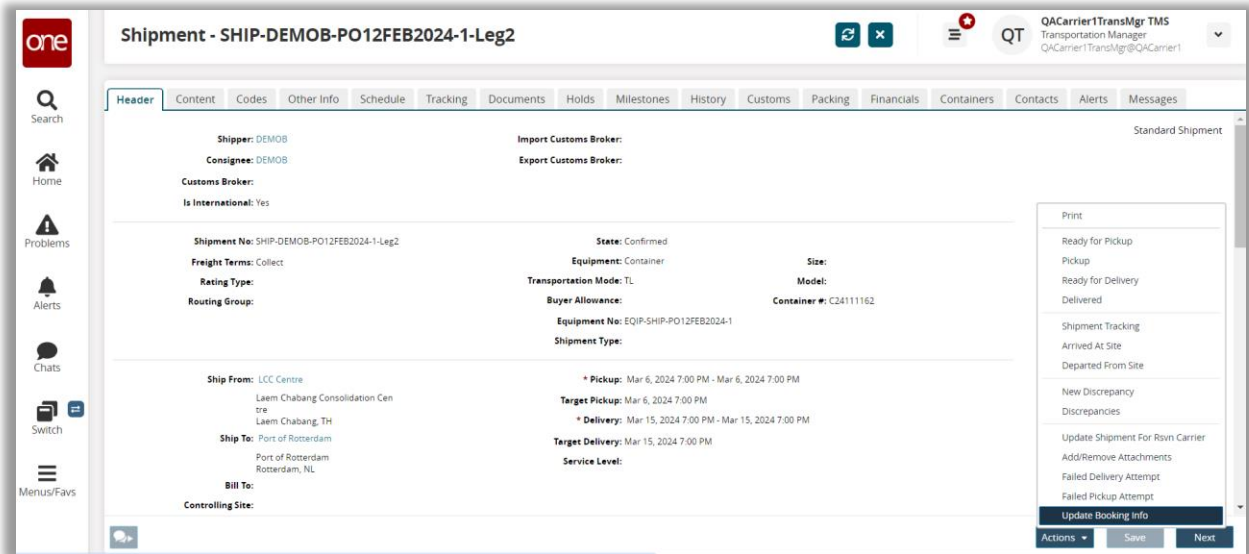 one
Shipment - SHIP-DEMOB-PO12FEB2024-1-Leg2
QT
QACarrier1TransMgr TMS
Transportation Manager
QACarrier1TransMgr@QACarrier1
Search
Home
Problems
Alerts
Chats
Switch
Menus/Favs
Header Content Codes Other Info Schedule Tracking Documents Holds Milestones History Customs Packing Financials Containers Contacts Alerts Messages
Standard Shipment
Shipper: DEMOB Import Customs Broker:
Consignee: DEMOB Export Customs Broker:
Customs Broker:
Is International: Yes
Shipment No: SHIP-DEMOB-PO12FEB2024-1-Leg2 State: Confirmed
Freight Terms: Collect Equipment: Container Size:
Rating Type: Transportation Mode: TL Model:
Routing Group: Buyer Allowance: Container #: C24111162
Equipment No: EQIP-SHIP-PO12FEB2024-1
Shipment Type:
Ship From: LCC Centre * Pickup: Mar 6, 2024 7:00 PM - Mar 6, 2024 7:00 PM
Laem Chabang Consolidation Cen Target Pickup: Mar 6, 2024 7:00 PM
tre
Laem Chabang, TH * Delivery: Mar 15, 2024 7:00 PM - Mar 15, 2024 7:00 PM
Ship To: Port of Rotterdam Target Delivery: Mar 15, 2024 7:00 PM
Port of Rotterdam Service Level:
Rotterdam, NL
Bill To:
Controlling Site:
Print
Ready for Pickup
Pickup
Ready for Delivery
Delivered
Shipment Tracking
Arrived At Site
Departed From Site
New Discrepancy
Discrepancies
Update Shipment For Rsvn Carrier
Add/Remove Attachments
Failed Delivery Attempt
Failed Pickup Attempt
Update Booking Info
Actions Save Next